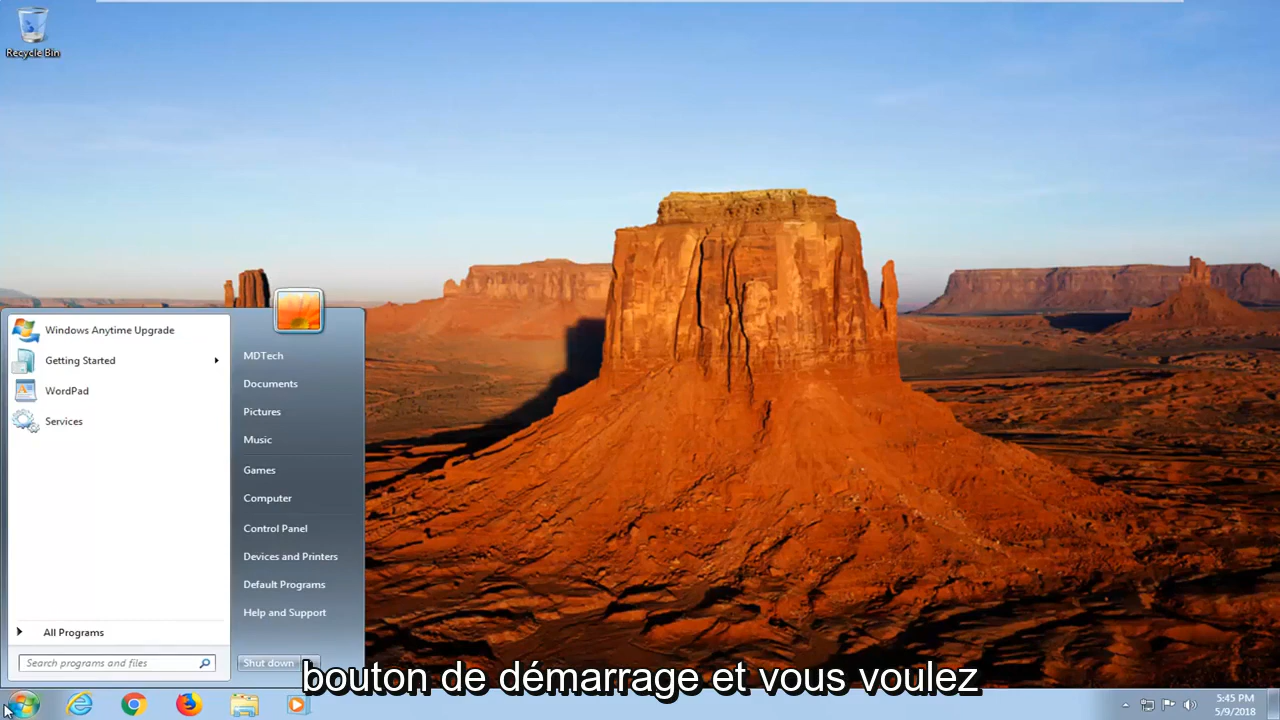 Recycle Bin
Windows Anytime Upgrade
Getting Started
WordPad
Services
All Programs
Search programs and files
MDTech
Documents
Pictures
Music
Games
Computer
Control Panel
Devices and Printers
Default Programs
Help and Support
Shut down
bouton de démarrage et vous voulez
5:45 PM
5/9/2018